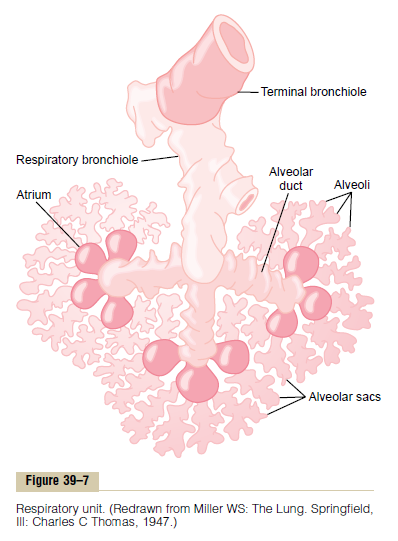 Terminal bronchiole
Respiratory bronchiole
Alveolar
duct
Alveoli
Atrium
Alveolar sacs
Figure 39–7
Respiratory unit. (Redrawn from Miller WS: The Lung. Springfield,
III: Charles C Thomas, 1947.)